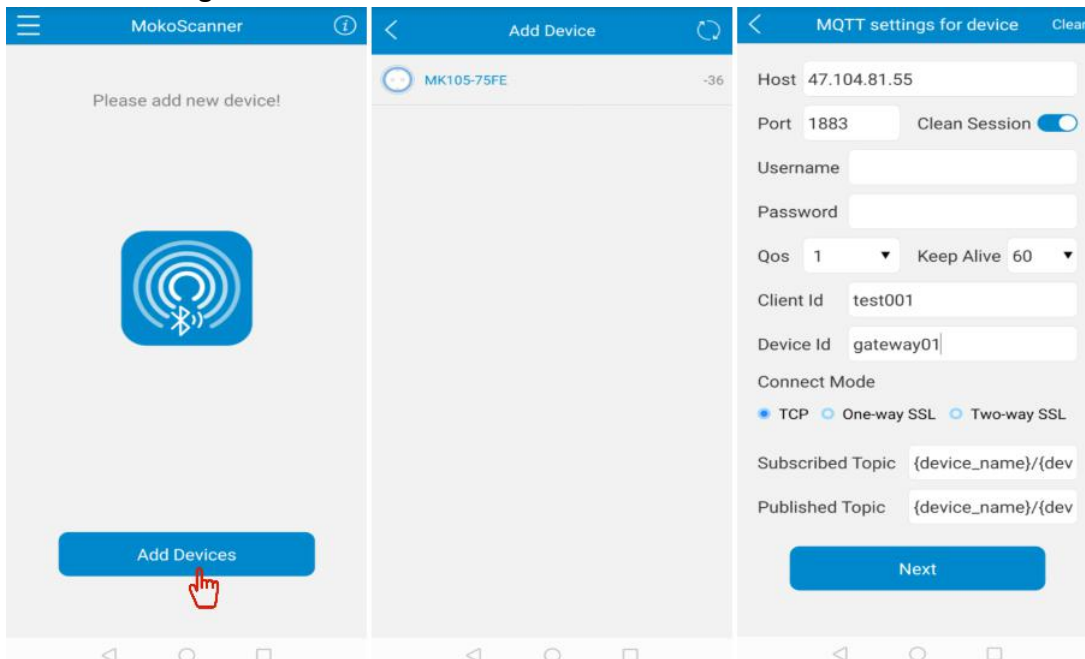 MokoScanner
Please add new device!
Add Devices
Add Device
MK105-75FE -36
MQTT settings for device Clear
Host 47.104.81.55
Port 1883 Clean Session
Username
Password
Qos 1 Keep Alive 60
Client Id test001
Device Id gateway01
Connect Mode
TCP One-way SSL Two-way SSL
Subscribed Topic {device_name}/{dev
Published Topic {device_name}/{dev
Next